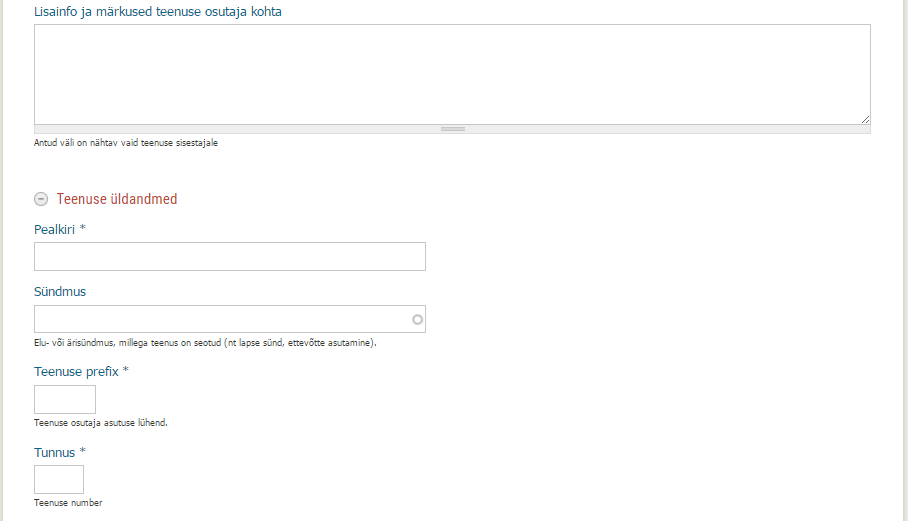 Lisainfo ja märkused teenuse osutaja kohta
Antud väli on nähtav vaid teenuse sisestajale
Teenuse üldandmed
Pealkiri *
Sündmus
Elu- või ärisündmus, millega teenus on seotud (nt lapse sünd, ettevõtte asutamine).
Teenuse prefix *
Teenuse osutaja asutuse lühend.
Tunnus *
Teenuse number